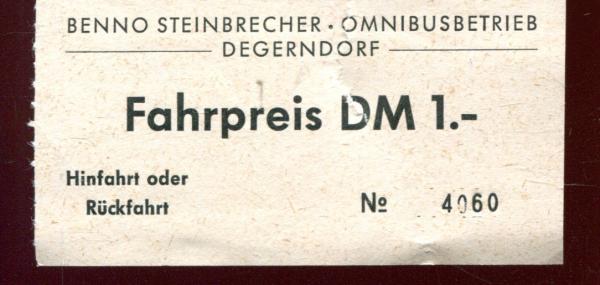 BENNO STEINBRECHER · OMNIBUSBETRIEB
DEGERNDORF
Fahrpreis DM 1.-
Hinfahrt oder
Rückfahrt
№ 4060